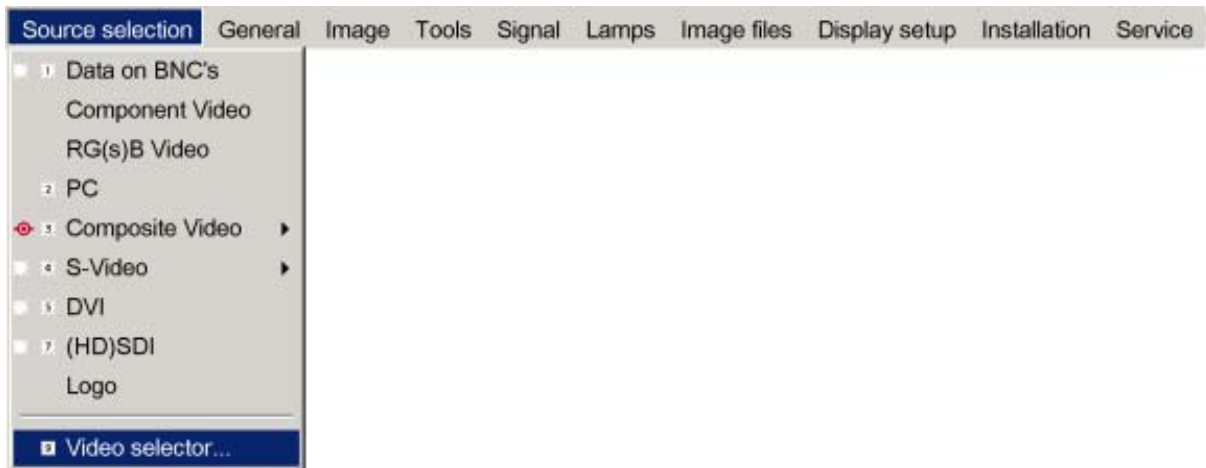 Source selection General Image Tools Signal Lamps Image files Display setup Installation Service
1 Data on BNC's
Component Video
RG(s)B Video
2 PC
3 Composite Video
4 S-Video
5 DVI
7 (HD)SDI
Logo
9 Video selector...